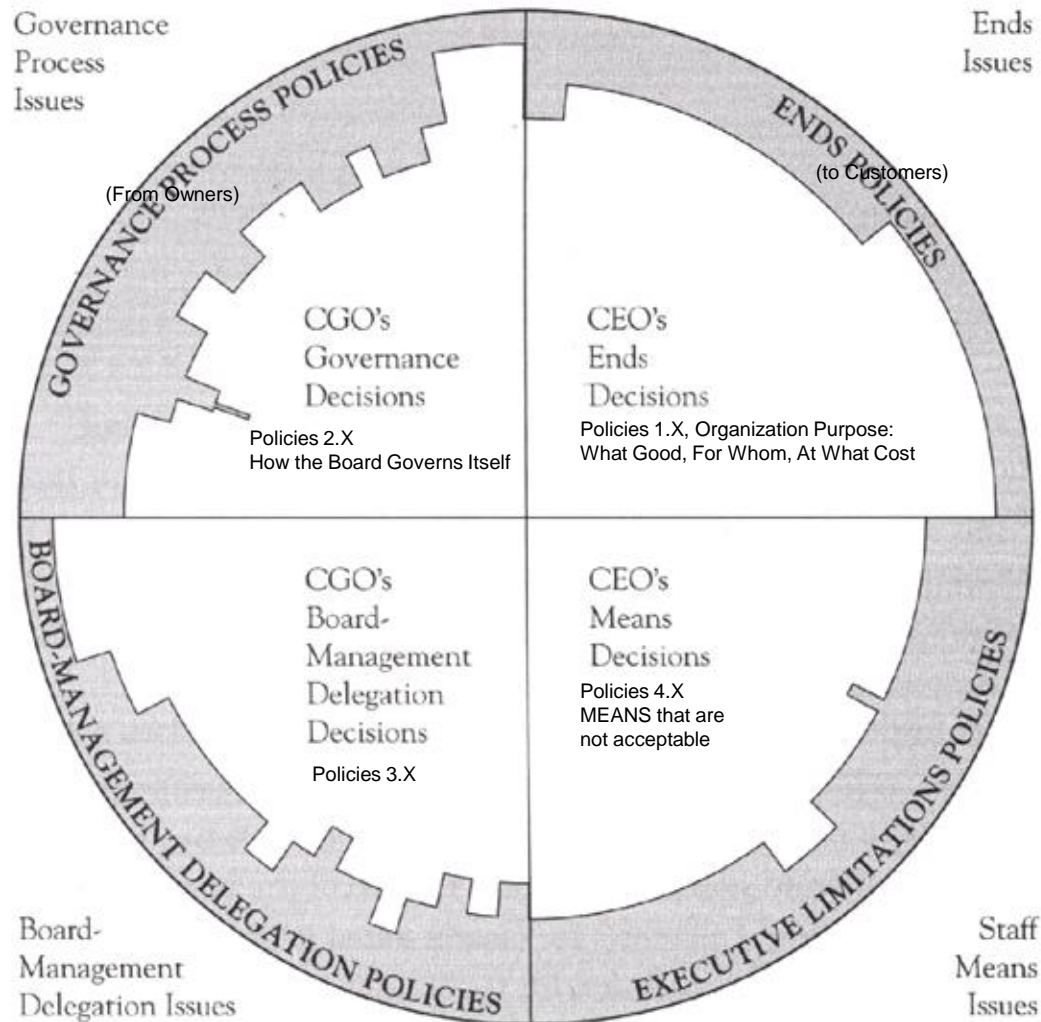 Governance
Process
Issues
Ends
Issues
GOVERNANCE PROCESS POLICIES
(From Owners)
ENDS POLICIES
(to Customers)
CGO's
Governance
Decisions
Policies 2.X
How the Board Governs Itself
CEO's
Ends
Decisions
Policies 1.X, Organization Purpose:
What Good, For Whom, At What Cost
CGO's
Board-
Management
Delegation
Decisions
Policies 3.X
CEO's
Means
Decisions
Policies 4.X
MEANS that are
not acceptable
BOARD-MANAGEMENT DELEGATION POLICIES
EXECUTIVE LIMITATIONS POLICIES
Board-
Management
Delegation Issues
Staff
Means
Issues